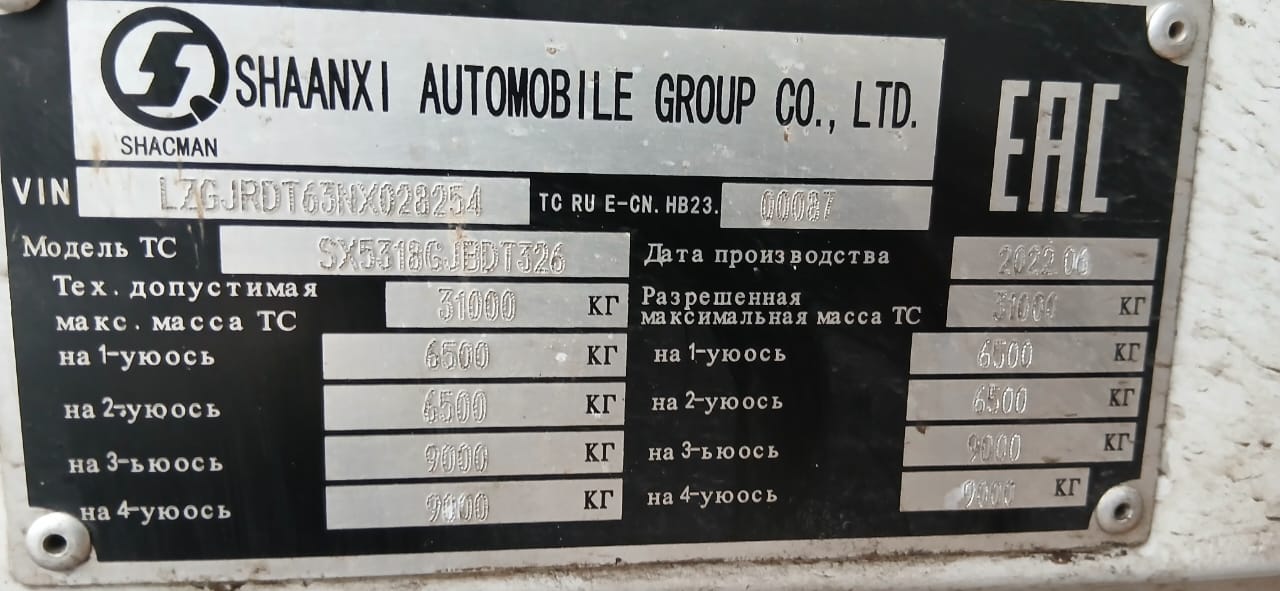 SHAANXI AUTOMOBILE GROUP CO., LTD.
SHACMAN
EAC
VIN LZGJRDT63NX028254 TC RU E-CN.HB23. 00087
Модель ТС SX5318GJBDT326 Дата производства 2022.06
Тех. допустимая макс. масса ТС 31000 КГ Разрешенная максимальная масса ТС 31000 КГ
на 1-уюось 6500 КГ на 1-уюось 6500 КГ
на 2-уюось 6500 КГ на 2-уюось 6500 КГ
на 3-ьюось 9000 КГ на 3-ьюось 9000 КГ
на 4-уюось 9000 КГ на 4-уюось 9000 КГ